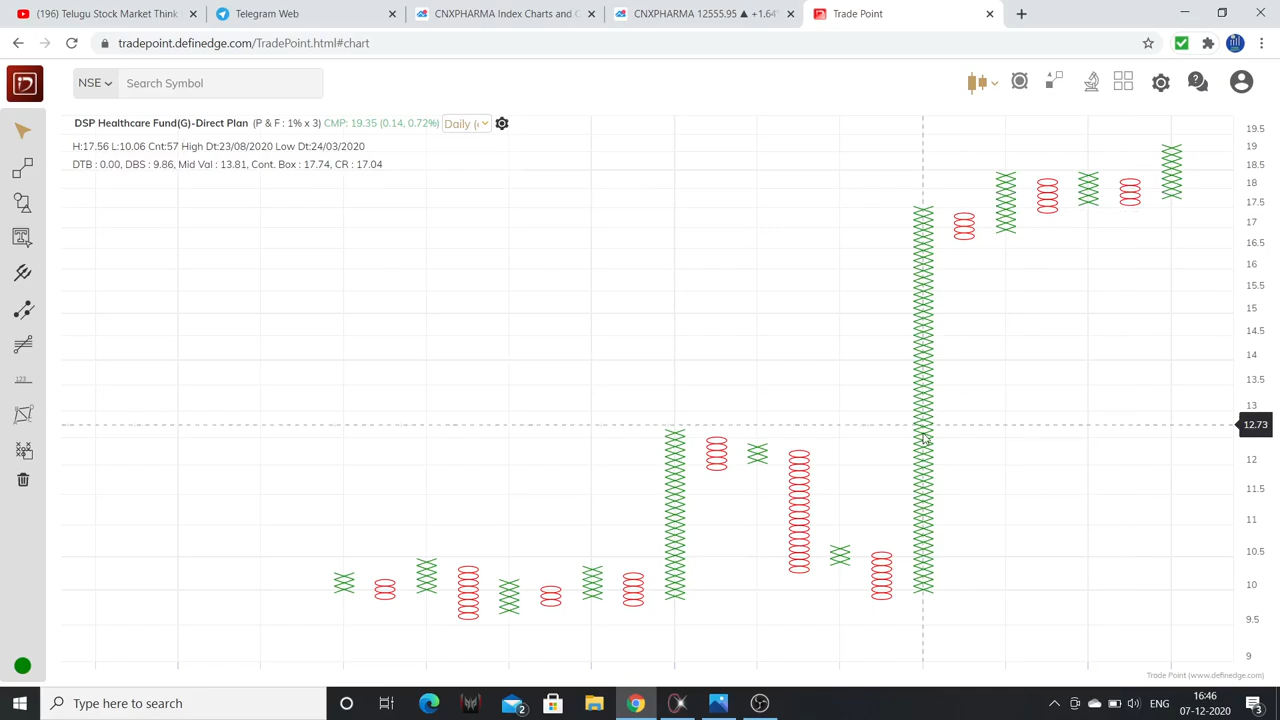 (196) Telugu StockMarket Think
Telegram Web
CNXPHARMA Index Charts and C
CNXPHARMA 12555.95 ▲ +1.64
Trade Point
tradepoint.definedge.com/TradePoint.html#chart
NSE
Search Symbol
DSP Healthcare Fund(G)-Direct Plan (P & F : 1% x 3) CMP: 19.35 (0.14, 0.72%) Daily (
H:17.56 L:10.06 Cnt:57 High Dt:23/08/2020 Low Dt:24/03/2020
DTB : 0.00, DBS : 9.86, Mid Val : 13.81, Cont. Box : 17.74, CR : 17.04
19.5
19
18.5
18
17.5
17
16.5
16
15.5
15
14.5
14
13.5
13
12.73
12
11.5
11
10.5
10
9.5
9
123
Trade Point (www.definedge.com)
Type here to search
2
ENG
16:46
07-12-2020
3